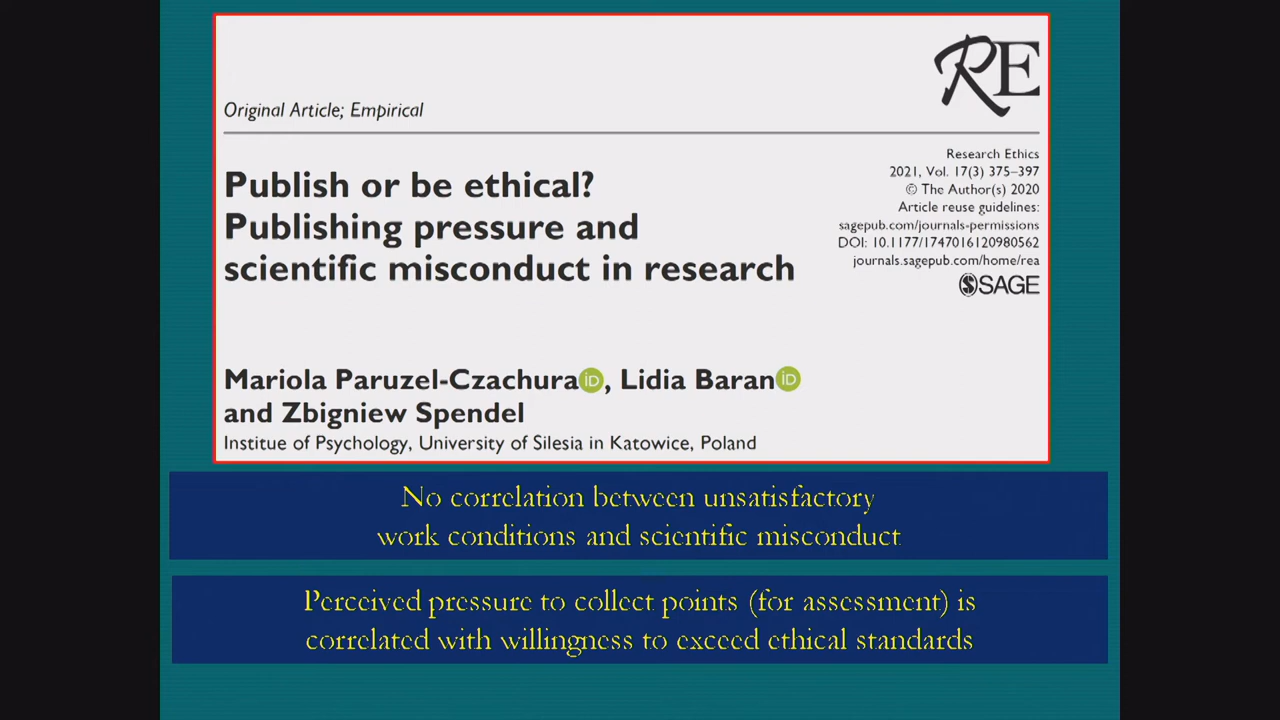 RE
Original Article; Empirical
Research Ethics
2021, Vol. 17(3) 375–397
© The Author(s) 2020
Article reuse guidelines:
sagepub.com/journals-permissions
DOI: 10.1177/1747016120980562
journals.sagepub.com/home/rea
SAGE
Publish or be ethical?
Publishing pressure and
scientific misconduct in research
Mariola Paruzel-Czachura iD, Lidia Baran iD
and Zbigniew Spendel
Institue of Psychology, University of Silesia in Katowice, Poland
No correlation between unsatisfactory
work conditions and scientific misconduct
Perceived pressure to collect points (for assessment) is
correlated with willingness to exceed ethical standards